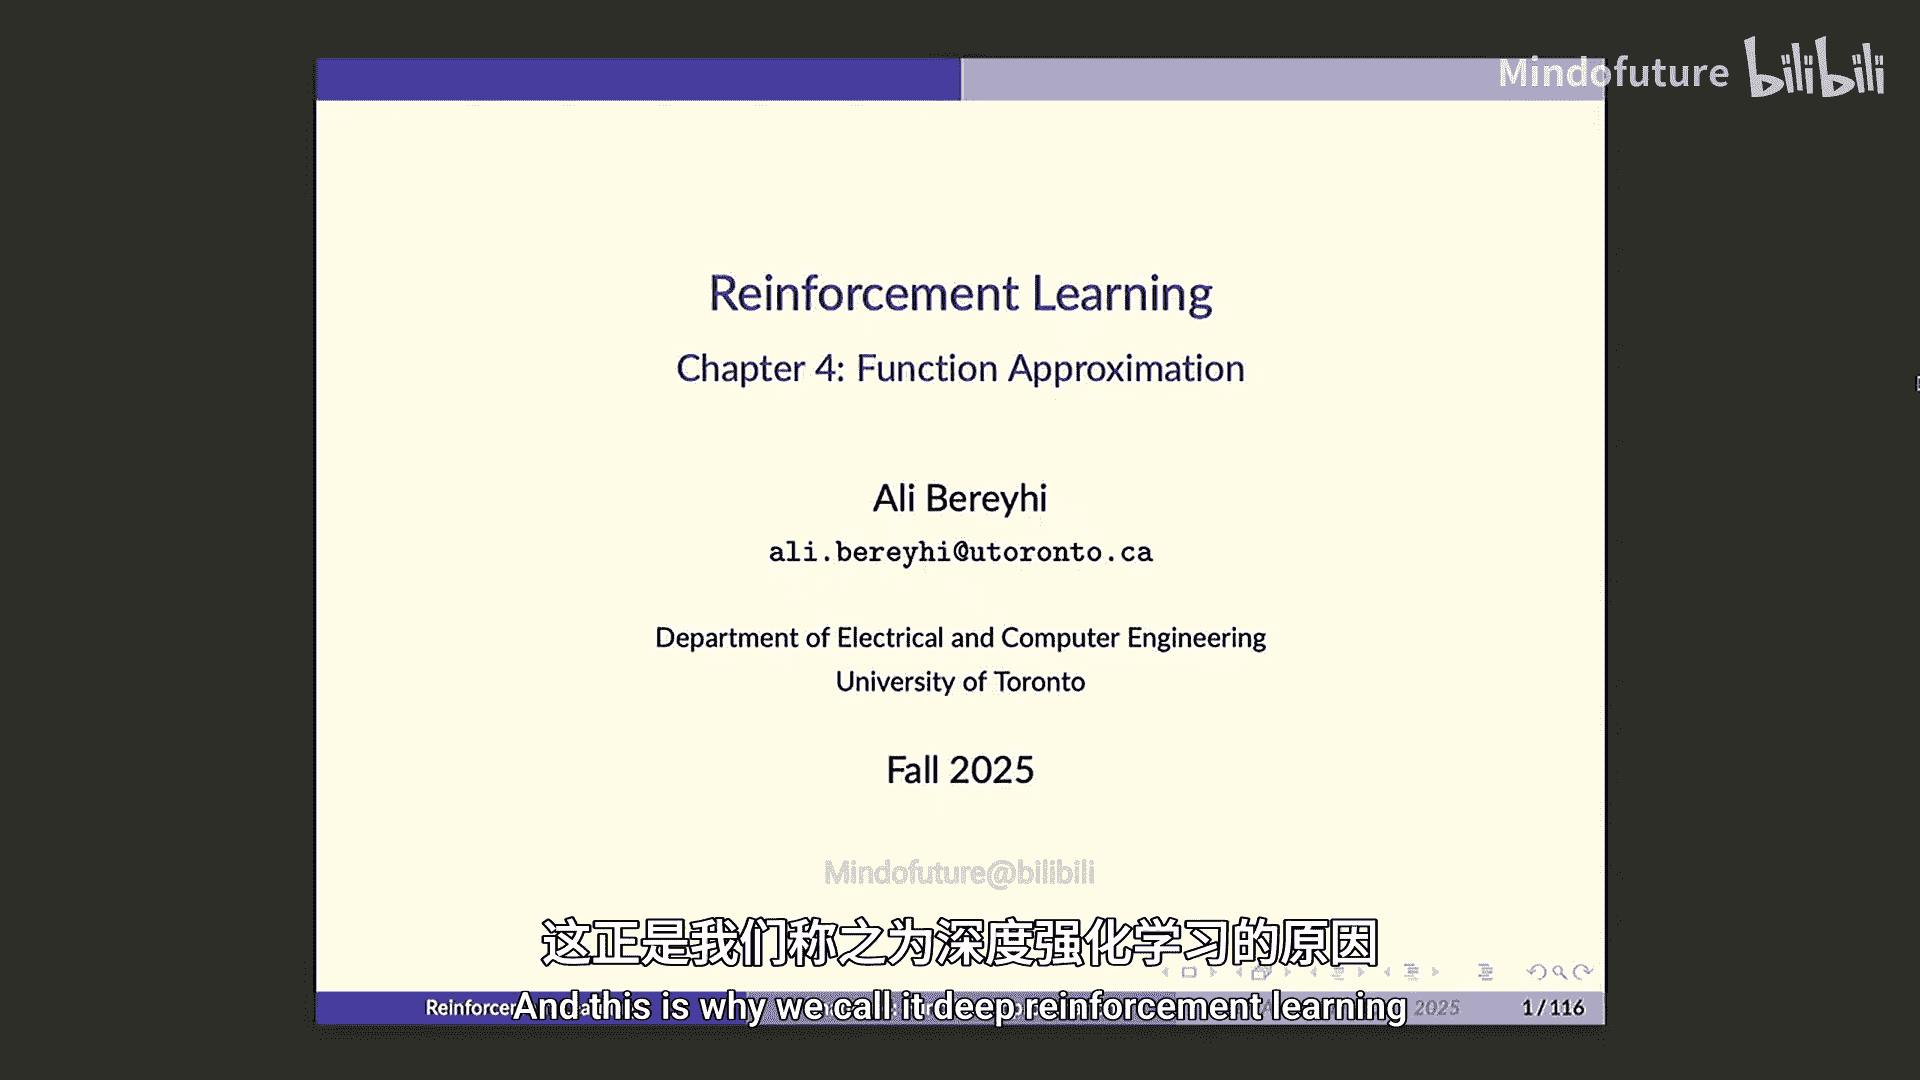 Mindofuture bilibili
Reinforcement Learning
Chapter 4: Function Approximation
Ali Bereyhi
ali.bereyhi@utoronto.ca
Department of Electrical and Computer Engineering
University of Toronto
Fall 2025
Mindofuture@bilibili
这正是我们称之为深度强化学习的原因
And this is why we call it deep reinforcement learning
2025
1 / 116